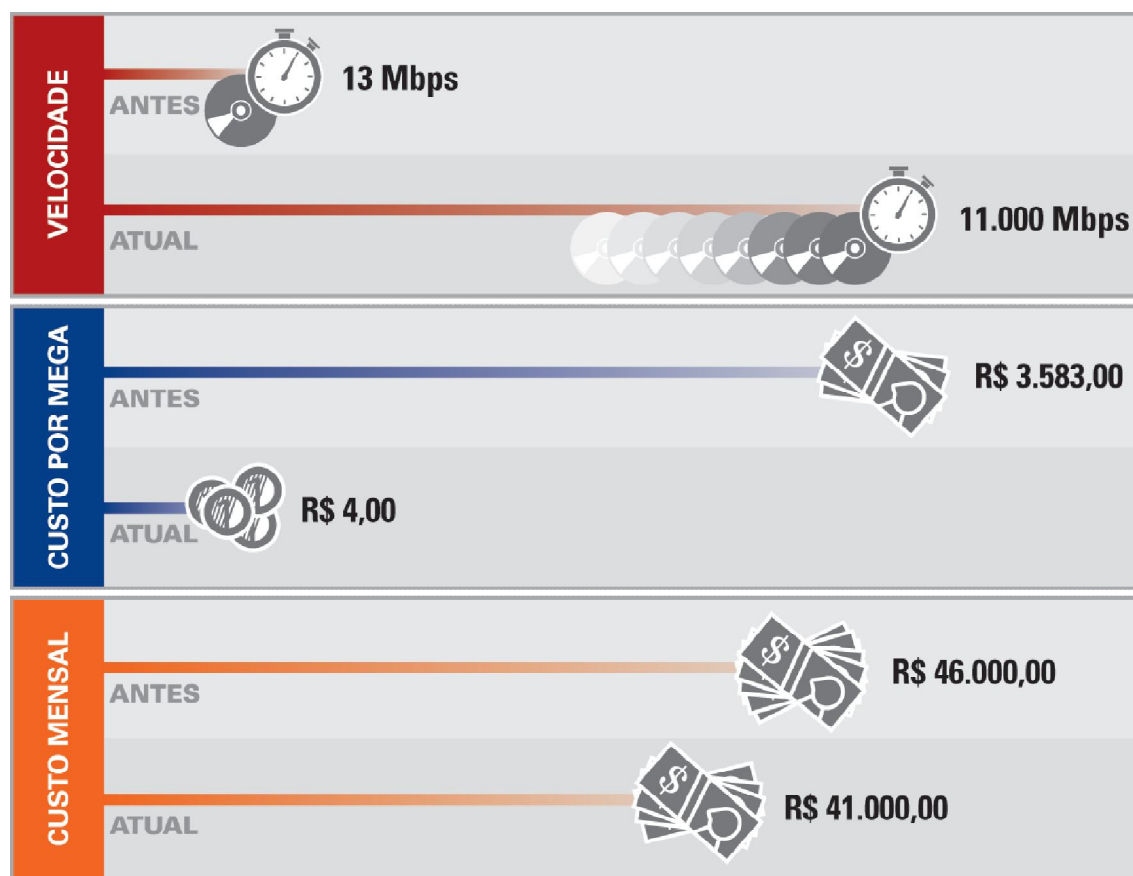 VELOCIDADE
ANTES
13 Mbps
ATUAL
11.000 Mbps
CUSTO POR MEGA
ANTES
R$ 3.583,00
ATUAL
R$ 4,00
CUSTO MENSAL
ANTES
R$ 46.000,00
ATUAL
R$ 41.000,00